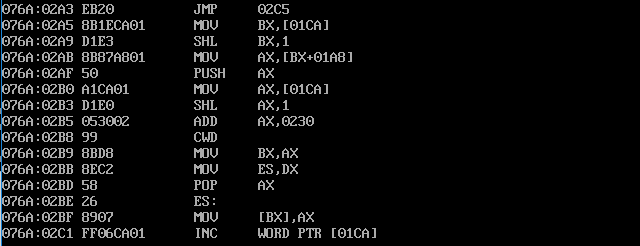 076A:02A3 EB20 JMP 02C5
076A:02A5 8B1ECA01 MOV BX,[01CA]
076A:02A9 D1E3 SHL BX,1
076A:02AB 8B87A801 MOV AX,[BX+01A8]
076A:02AF 50 PUSH AX
076A:02B0 A1CA01 MOV AX,[01CA]
076A:02B3 D1E0 SHL AX,1
076A:02B5 053002 ADD AX,0230
076A:02B8 99 CWD
076A:02B9 8BD8 MOV BX,AX
076A:02BB 8EC2 MOV ES,DX
076A:02BD 58 POP AX
076A:02BE 26 ES:
076A:02BF 8907 MOV [BX],AX
076A:02C1 FF06CA01 INC WORD PTR [01CA]